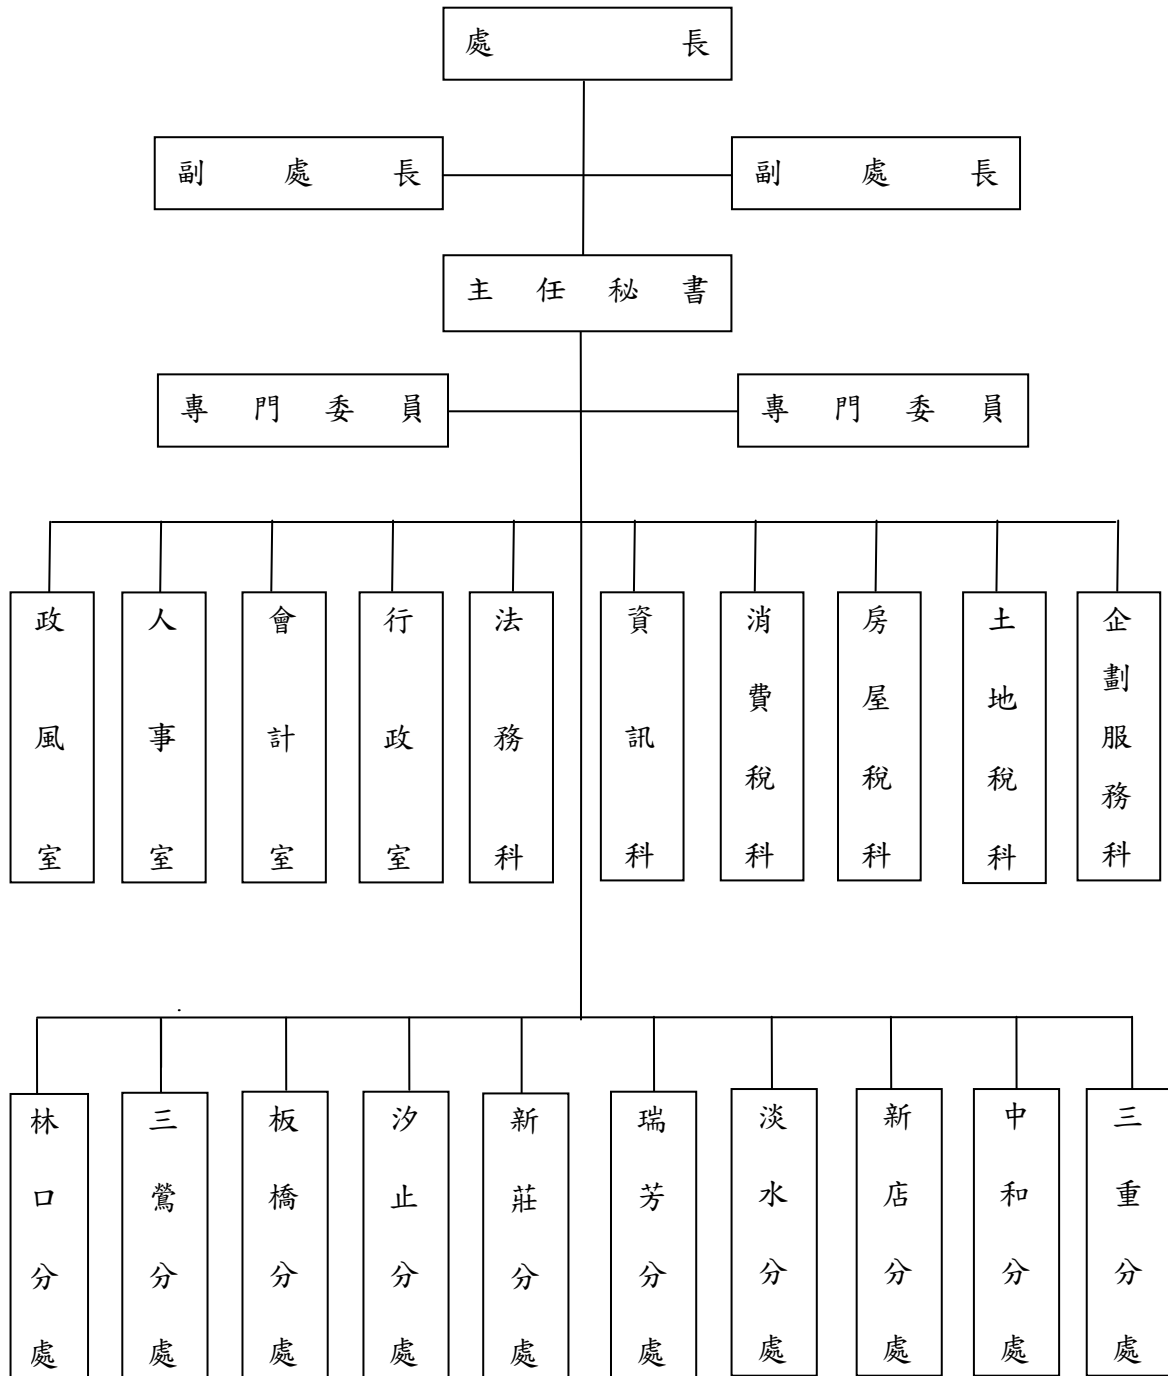 處長
副處長
副處長
主任秘書
專門委員
專門委員
政風室
人事室
會計室
行政室
法務科
資訊科
消費稅科
房屋稅科
土地稅科
企劃服務科
林口分處
三鶯分處
板橋分處
汐止分處
新莊分處
瑞芳分處
淡水分處
新店分處
中和分處
三重分處